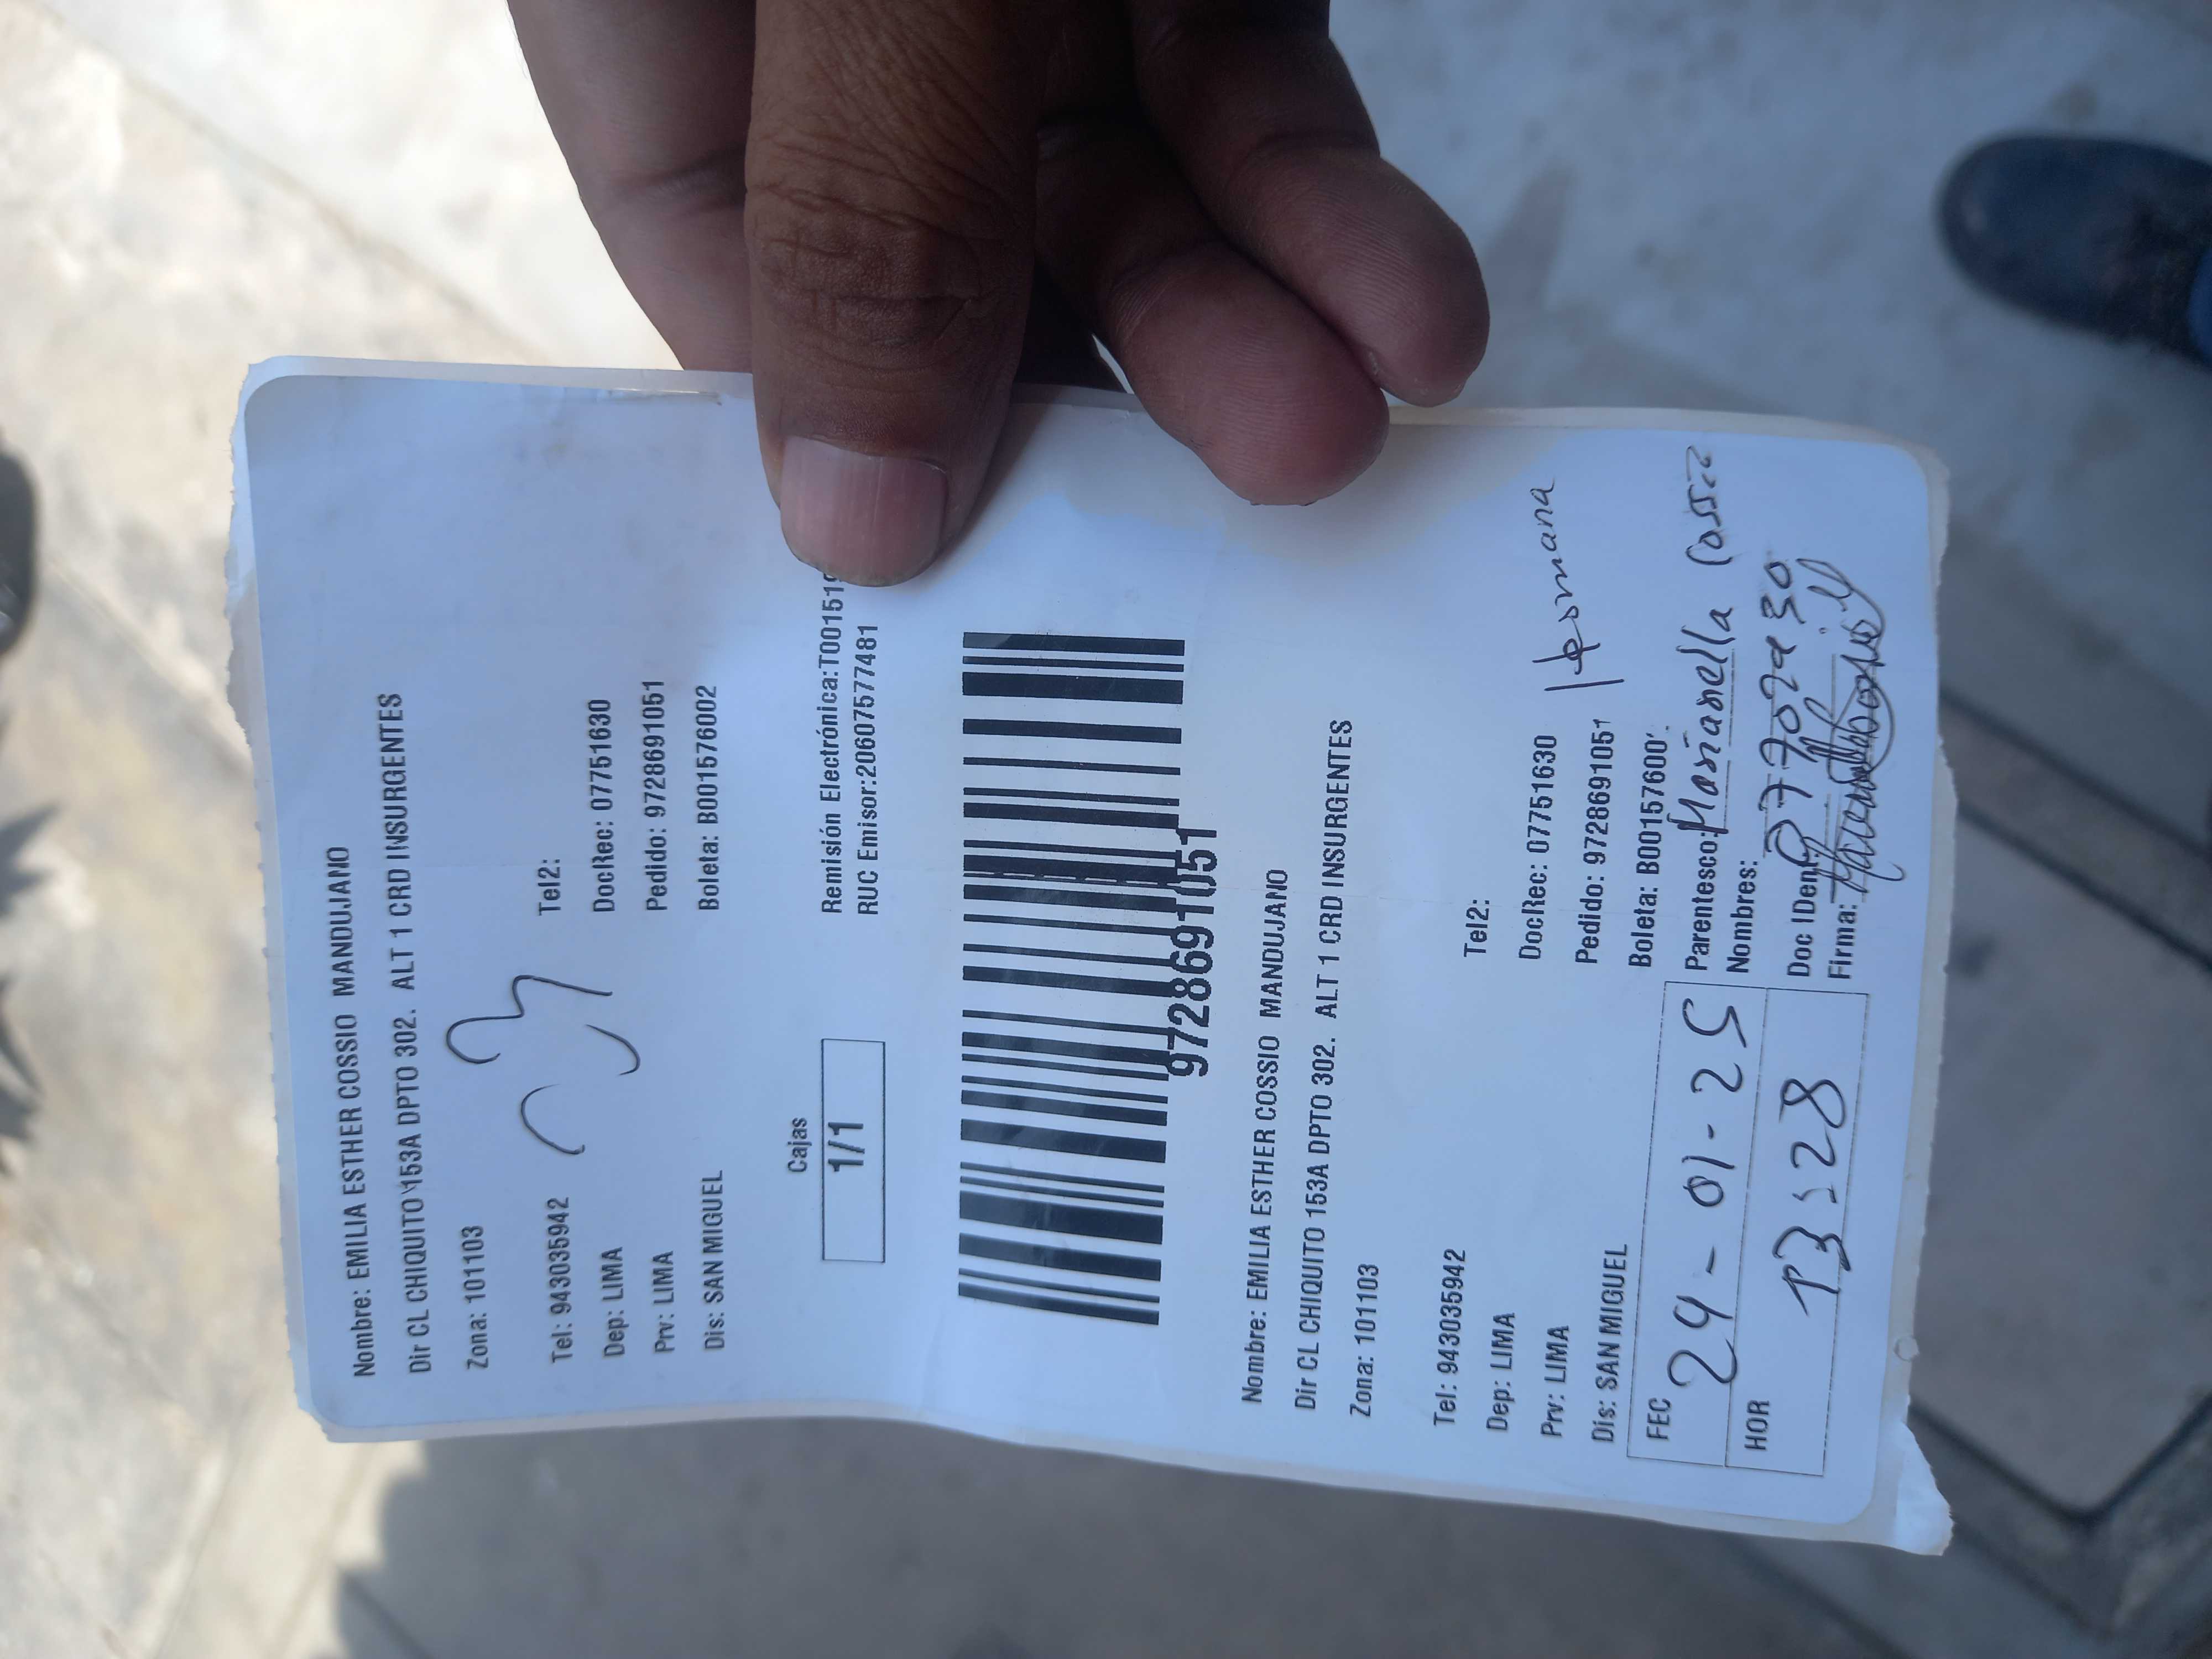 Nombre: EMILIA ESTHER COSSIO MANDUJANO
Dir CL CHIQUITO 153A DPTO 302. ALT 1 CRD INSURGENTES
Zona: 101103
Tel: 943035942 Tel2:
Dep: LIMA DocRec: 07751630
Prv: LIMA Pedido: 9728691051
Dis: SAN MIGUEL Boleta: B001576002
Cajas
1/1
Remisión Electrónica:T00151
RUC Emisor:20607577481
9728691051
Nombre: EMILIA ESTHER COSSIO MANDUJANO
Dir CL CHIQUITO 153A DPTO 302. ALT 1 CRD INSURGENTES
Zona: 101103
Tel: 943035942 Tel2:
Dep: LIMA DocRec: 07751630
Prv: LIMA Pedido: 9728691051
Hermana
Dis: SAN MIGUEL Boleta: B00157600
FEC 24-01-25 Parentesco: Marianella
Nombres:
HOR 13:28 Doc IDen
Firma: